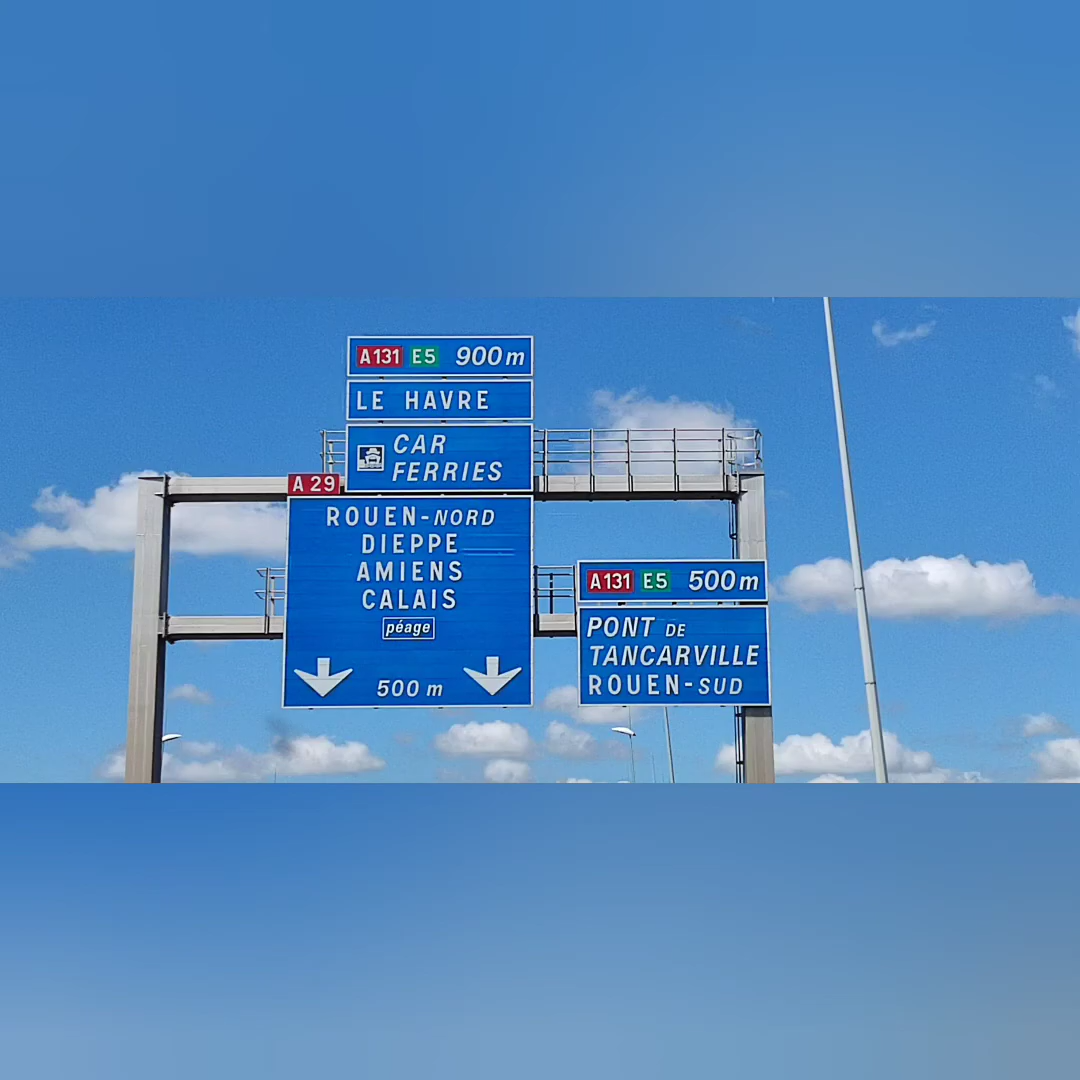 A131 E5 900m
LE HAVRE
CAR
FERRIES
A 29
ROUEN-NORD
DIEPPE
AMIENS
CALAIS
péage
500 m
A131 E5 500m
PONT DE
TANCARVILLE
ROUEN-SUD